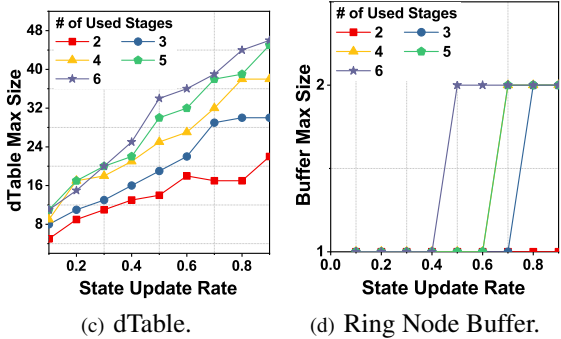 # of Used Stages
2 3
4 5
6
48
40
32
24
16
8
dTable Max Size
0.2 0.4 0.6 0.8
State Update Rate
(c) dTable.
# of Used Stages
2 3
4 5
6
2
1
Buffer Max Size
0.0 0.2 0.4 0.6 0.8
State Update Rate
(d) Ring Node Buffer.